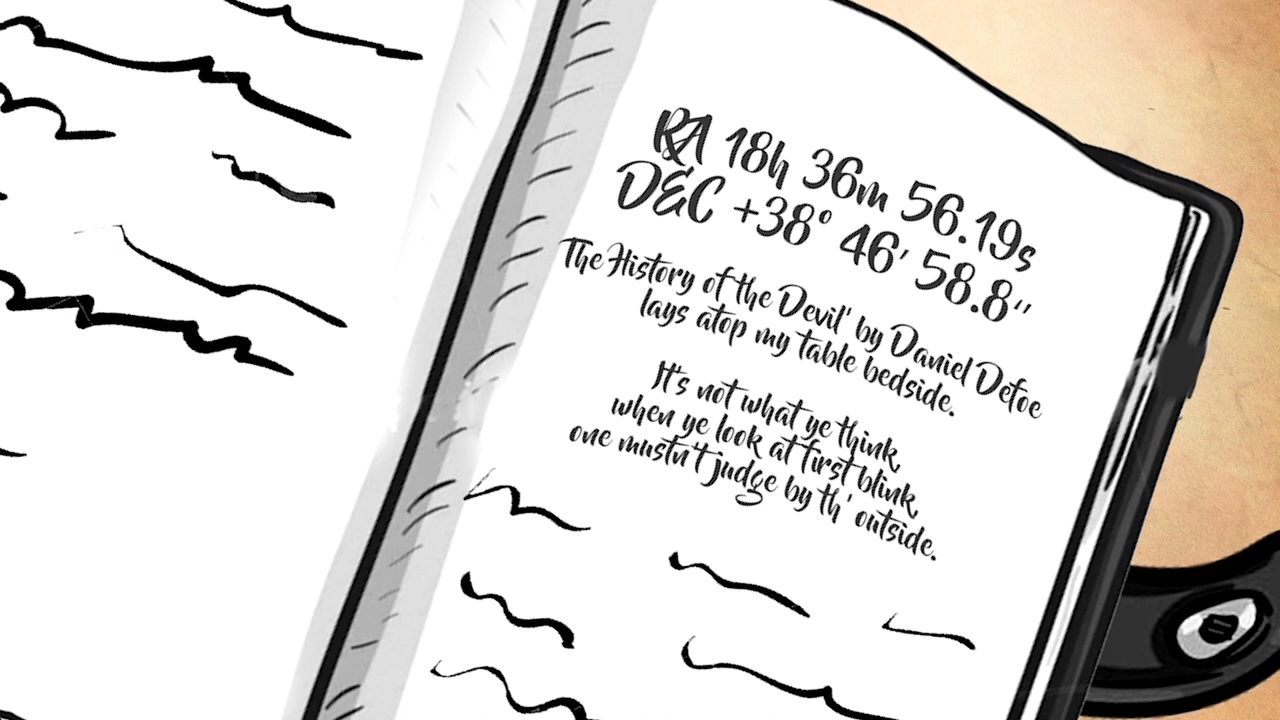 RA 18h 36m 56.19s
DEC +38° 46′ 58.8″
The History of the Devil' by Daniel Defoe
lays atop my table bedside.
It's not what ye think,
when ye look at first blink,
one mustn't judge by th' outside.